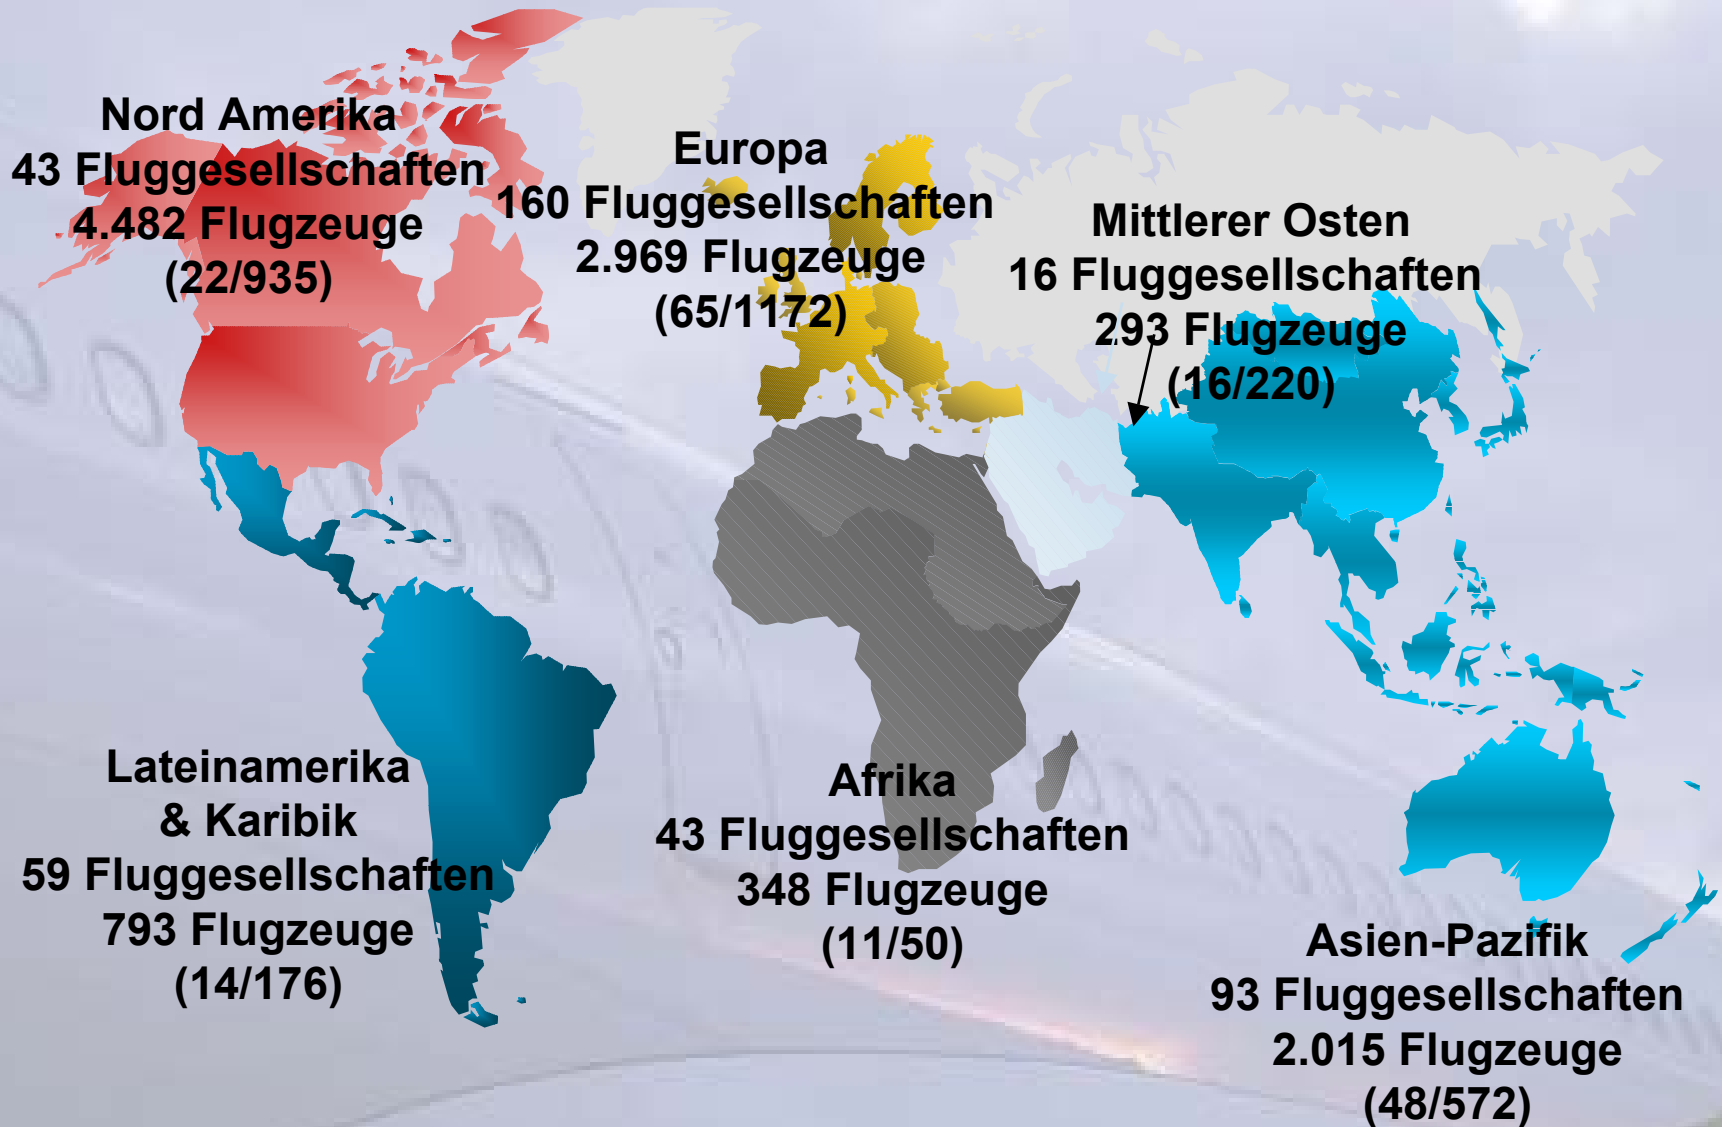 Nord Amerika
43 Fluggesellschaften
4.482 Flugzeuge
(22/935)
Europa
160 Fluggesellschaften
2.969 Flugzeuge
(65/1172)
Mittlerer Osten
16 Fluggesellschaften
293 Flugzeuge
(16/220)
Lateinamerika
& Karibik
59 Fluggesellschaften
793 Flugzeuge
(14/176)
Afrika
43 Fluggesellschaften
348 Flugzeuge
(11/50)
Asien-Pazifik
93 Fluggesellschaften
2.015 Flugzeuge
(48/572)